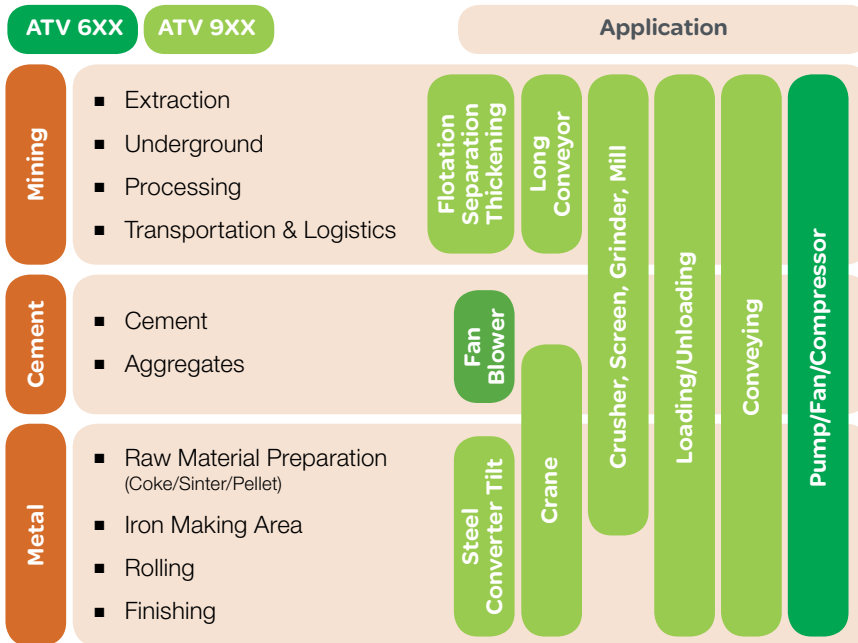 ATV 6XX
ATV 9XX
Application
Mining
Extraction
Underground
Processing
Transportation & Logistics
Flotation
Separation
Thickening
Long
Conveyor
Crusher, Screen, Grinder, Mill
Loading/Unloading
Conveying
Pump/Fan/Compressor
Cement
Cement
Aggregates
Fan
Blower
Crane
Metal
Raw Material Preparation
(Coke/Sinter/Pellet)
Iron Making Area
Rolling
Finishing
Steel
Converter Tilt